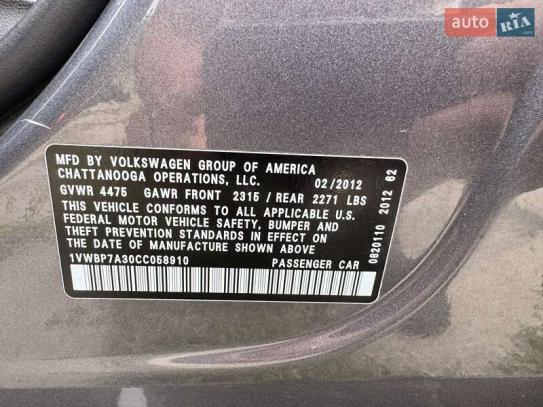 auto RIA.com
MFD BY VOLKSWAGEN GROUP OF AMERICA
CHATTANOOGA OPERATIONS, LLC. 02/2012
GVWR 4475 GAWR FRONT 2315 / REAR 2271 LBS
THIS VEHICLE CONFORMS TO ALL APPLICABLE U.S.
FEDERAL MOTOR VEHICLE SAFETY, BUMPER AND
THEFT PREVENTION STANDARDS IN EFFECT ON
THE DATE OF MANUFACTURE SHOWN ABOVE
1VWBP7A30CC058910 PASSENGER CAR
0820110 2012 62